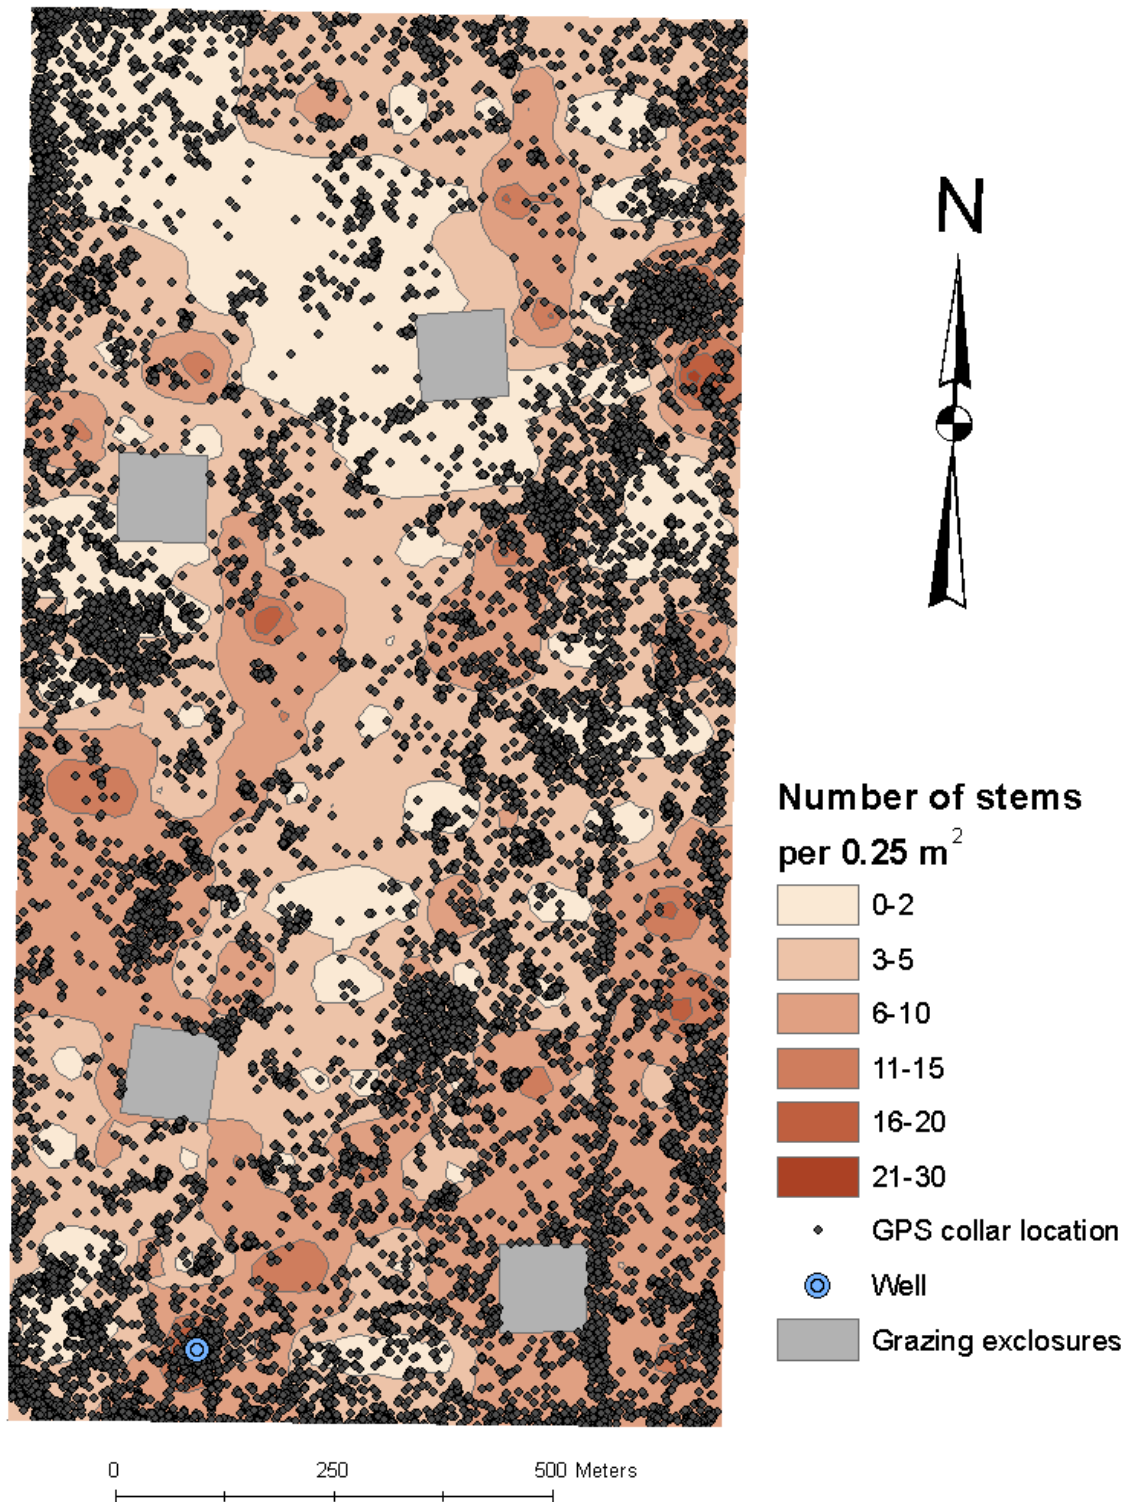 N
Number of stems
per 0.25 m²
0-2
3-5
6-10
11-15
16-20
21-30
GPS collar location
Well
Grazing exclosures
0 250 500 Meters